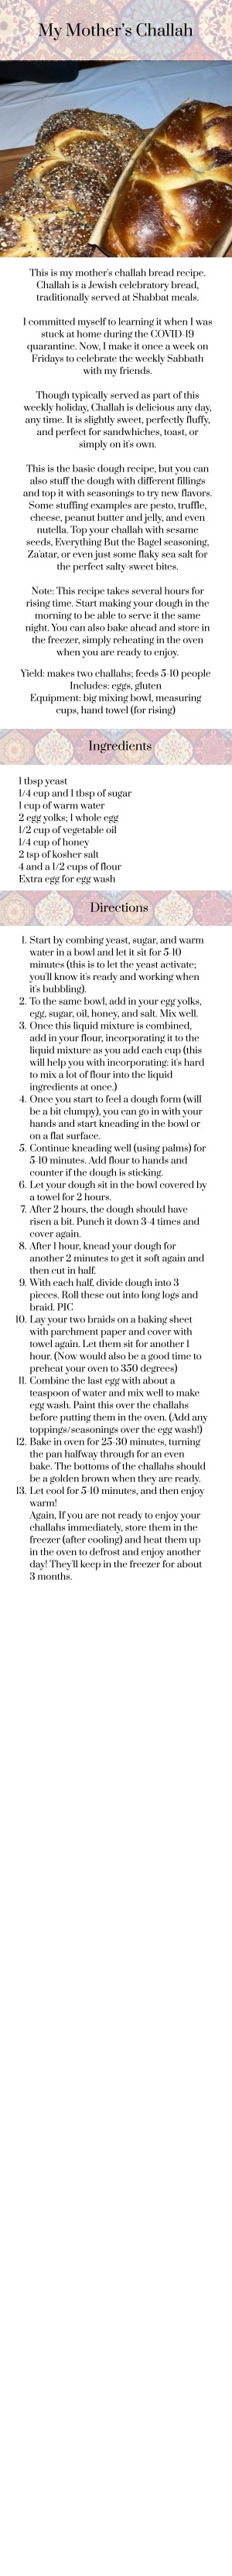 My Mother's Challah
This is my mother's challah bread recipe.
Challah is a Jewish celebratory bread,
traditionally served at Shabbat meals.
I committed myself to learning it when I was
stuck at home during the COVID-19
quarantine. Now, I make it once a week on
Fridays to celebrate the weekly Sabbath
with my friends.
Though typically served as part of this
weekly holiday, Challah is delicious any day,
any time. It is slightly sweet, perfectly fluffy,
and perfect for sandwhiches, toast, or
simply on it's own.
This is the basic dough recipe, but you can
also stuff the dough with different fillings
and top it with seasonings to try new flavors.
Some stuffing examples are pesto, truffle,
cheese, peanut butter and jelly, and even
nutella. Top your challah with sesame
seeds, Everything But the Bagel seasoning,
Za'atar, or even just some flaky sea salt for
the perfect salty-sweet bites.
Note: This recipe takes several hours for
rising time. Start making your dough in the
morning to be able to serve it the same
night. You can also bake ahead and store in
the freezer, simply reheating in the oven
when you are ready to enjoy.
Yield: makes two challahs; feeds 5-10 people
Includes: eggs, gluten
Equipment: big mixing bowl, measuring
cups, hand towel (for rising)
Ingredients
1 tbsp yeast
1/4 cup and 1 tbsp of sugar
1 cup of warm water
2 egg yolks; 1 whole egg
1/2 cup of vegetable oil
1/4 cup of honey
2 tsp of kosher salt
4 and a 1/2 cups of flour
Extra egg for egg wash
Directions
1. Start by combing yeast, sugar, and warm
water in a bowl and let it sit for 5-10
minutes (this is to let the yeast activate;
you'll know it's ready and working when
it's bubbling).
2. To the same bowl, add in your egg yolks,
egg, sugar, oil, honey, and salt. Mix well.
3. Once this liquid mixture is combined,
add in your flour, incorporating it to the
liquid mixture as you add each cup (this
will help you with incorporating: it's hard
to mix a lot of flour into the liquid
ingredients at once.)
4. Once you start to feel a dough form (will
be a bit clumpy), you can go in with your
hands and start kneading in the bowl or
on a flat surface.
5. Continue kneading well (using palms) for
5-10 minutes. Add flour to hands and
counter if the dough is sticking.
6. Let your dough sit in the bowl covered by
a towel for 2 hours.
7. After 2 hours, the dough should have
risen a bit. Punch it down 3-4 times and
cover again.
8. After 1 hour, knead your dough for
another 2 minutes to get it soft again and
then cut in half.
9. With each half, divide dough into 3
pieces. Roll these out into long logs and
braid. PIC
10. Lay your two braids on a baking sheet
with parchment paper and cover with
towel again. Let them sit for another 1
hour. (Now would also be a good time to
preheat your oven to 350 degrees)
11. Combine the last egg with about a
teaspoon of water and mix well to make
egg wash. Paint this over the challahs
before putting them in the oven. (Add any
toppings/seasonings over the egg wash!)
12. Bake in oven for 25-30 minutes, turning
the pan halfway through for an even
bake. The bottoms of the challahs should
be a golden brown when they are ready.
13. Let cool for 5-10 minutes, and then enjoy
warm!
Again, If you are not ready to enjoy your
challahs immediately, store them in the
freezer (after cooling) and heat them up
in the oven to defrost and enjoy another
day! They'll keep in the freezer for about
3 months.